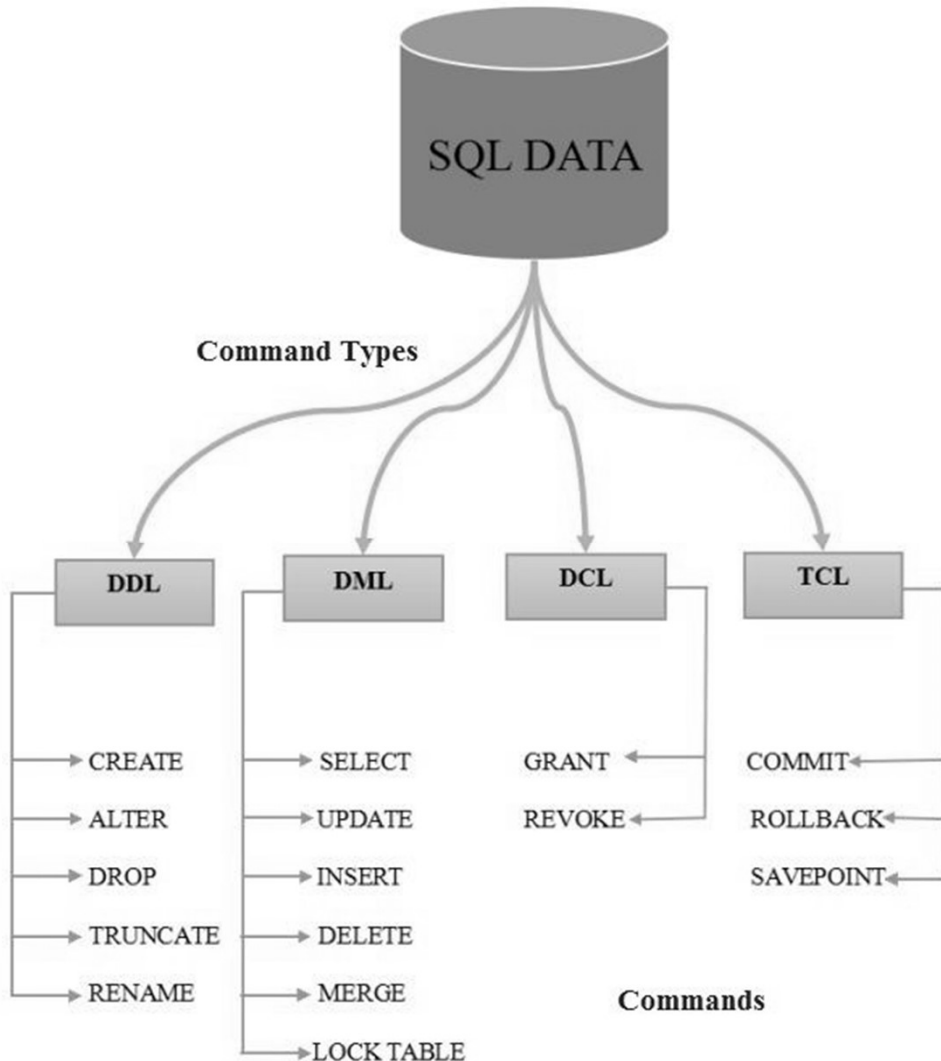 SQL DATA
Command Types
DDL
DML
DCL
TCL
CREATE
ALTER
DROP
TRUNCATE
RENAME
SELECT
UPDATE
INSERT
DELETE
MERGE
LOCK TABLE
GRANT
REVOKE
COMMIT
ROLLBACK
SAVEPOINT
Commands